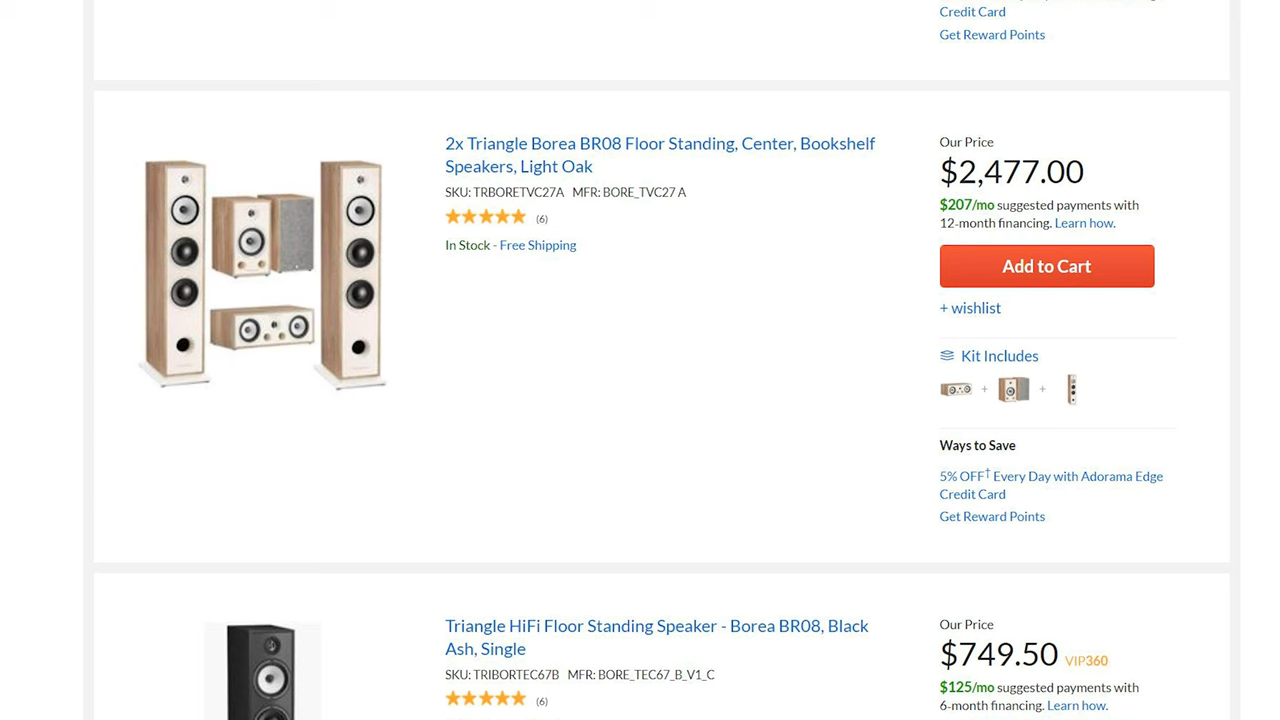 Credit Card
Get Reward Points
2x Triangle Borea BR08 Floor Standing, Center, Bookshelf
Speakers, Light Oak
SKU: TRBORETVC27A MFR: BORE_TVC27 A
(6)
In Stock - Free Shipping
Our Price
$2,477.00
$207/mo suggested payments with
12-month financing. Learn how.
Add to Cart
+ wishlist
Kit Includes
+ +
Ways to Save
5% OFF† Every Day with Adorama Edge
Credit Card
Get Reward Points
Triangle HiFi Floor Standing Speaker - Borea BR08, Black
Ash, Single
SKU: TRIBORTEC67B MFR: BORE_TEC67_B_V1_C
(6)
Our Price
$749.50 VIP360
$125/mo suggested payments with
6-month financing. Learn how.